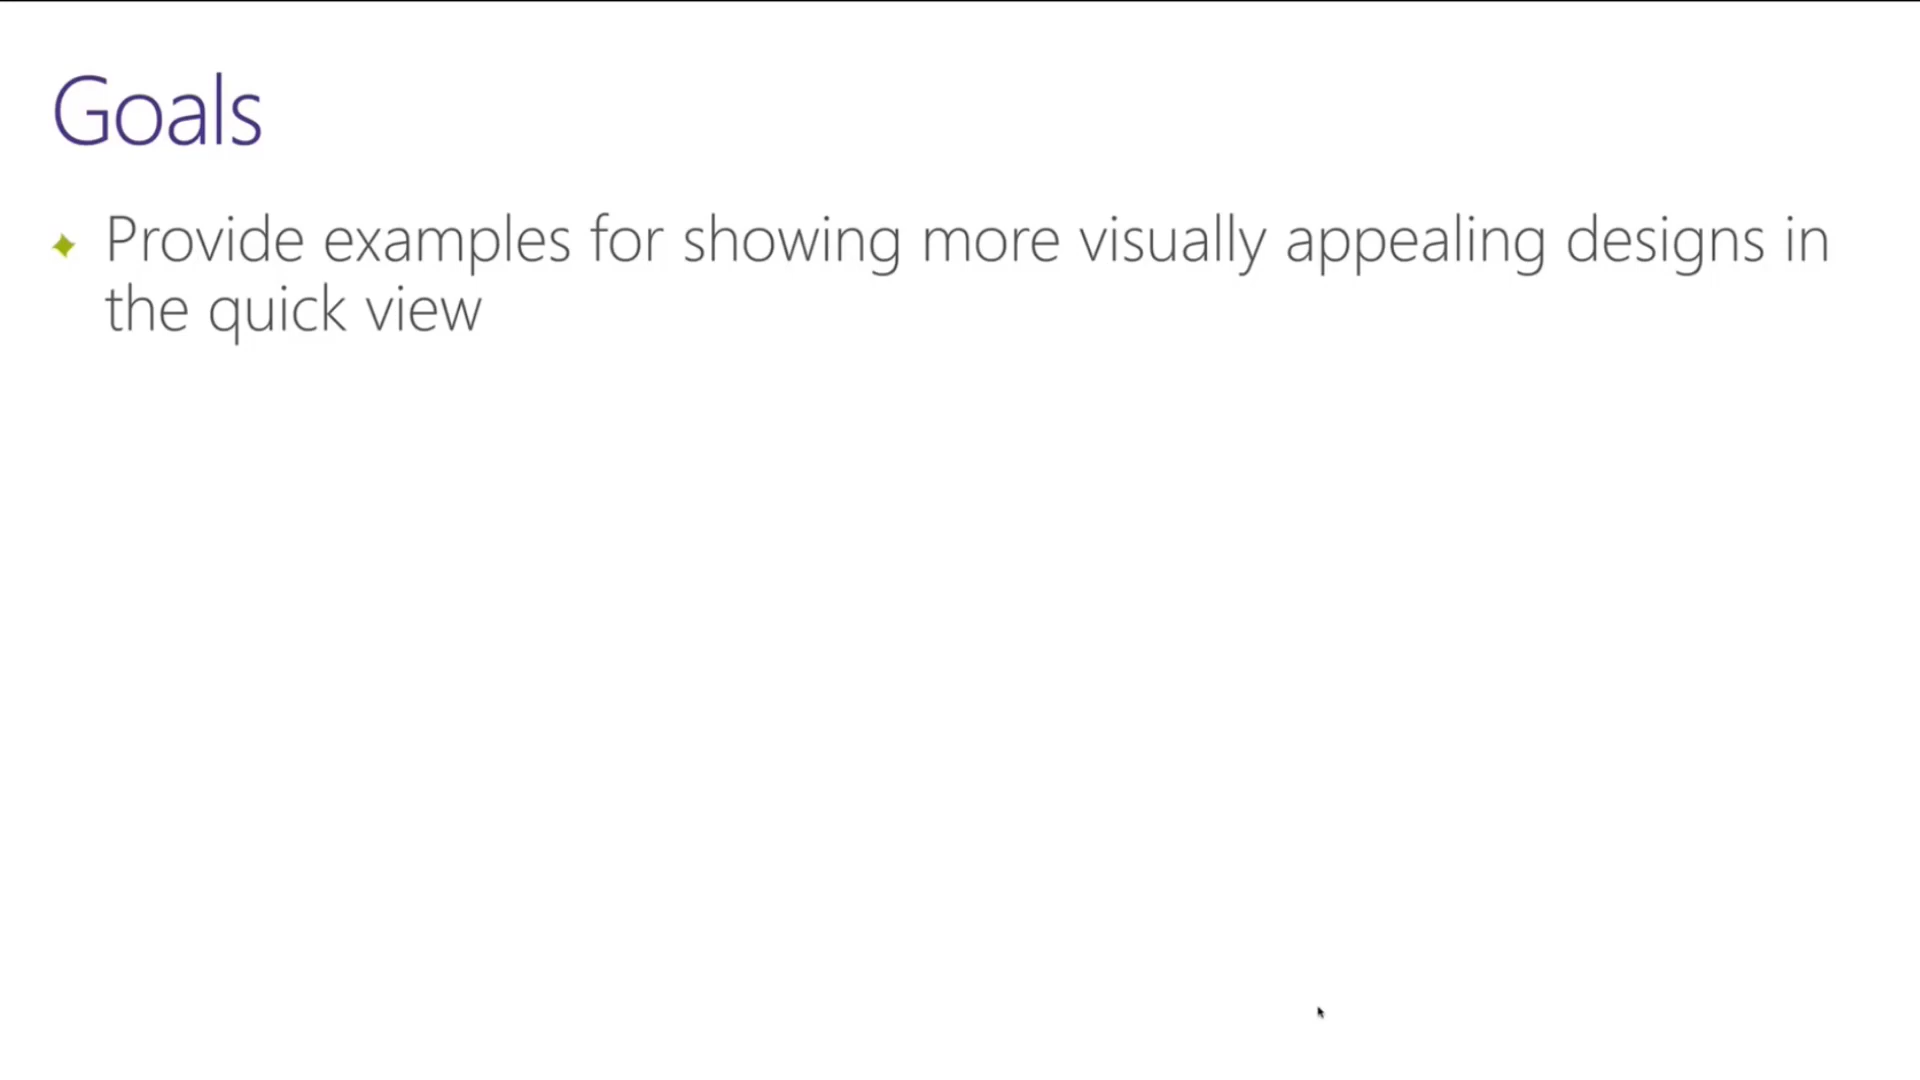 Goals
Provide examples for showing more visually appealing designs in
the quick view